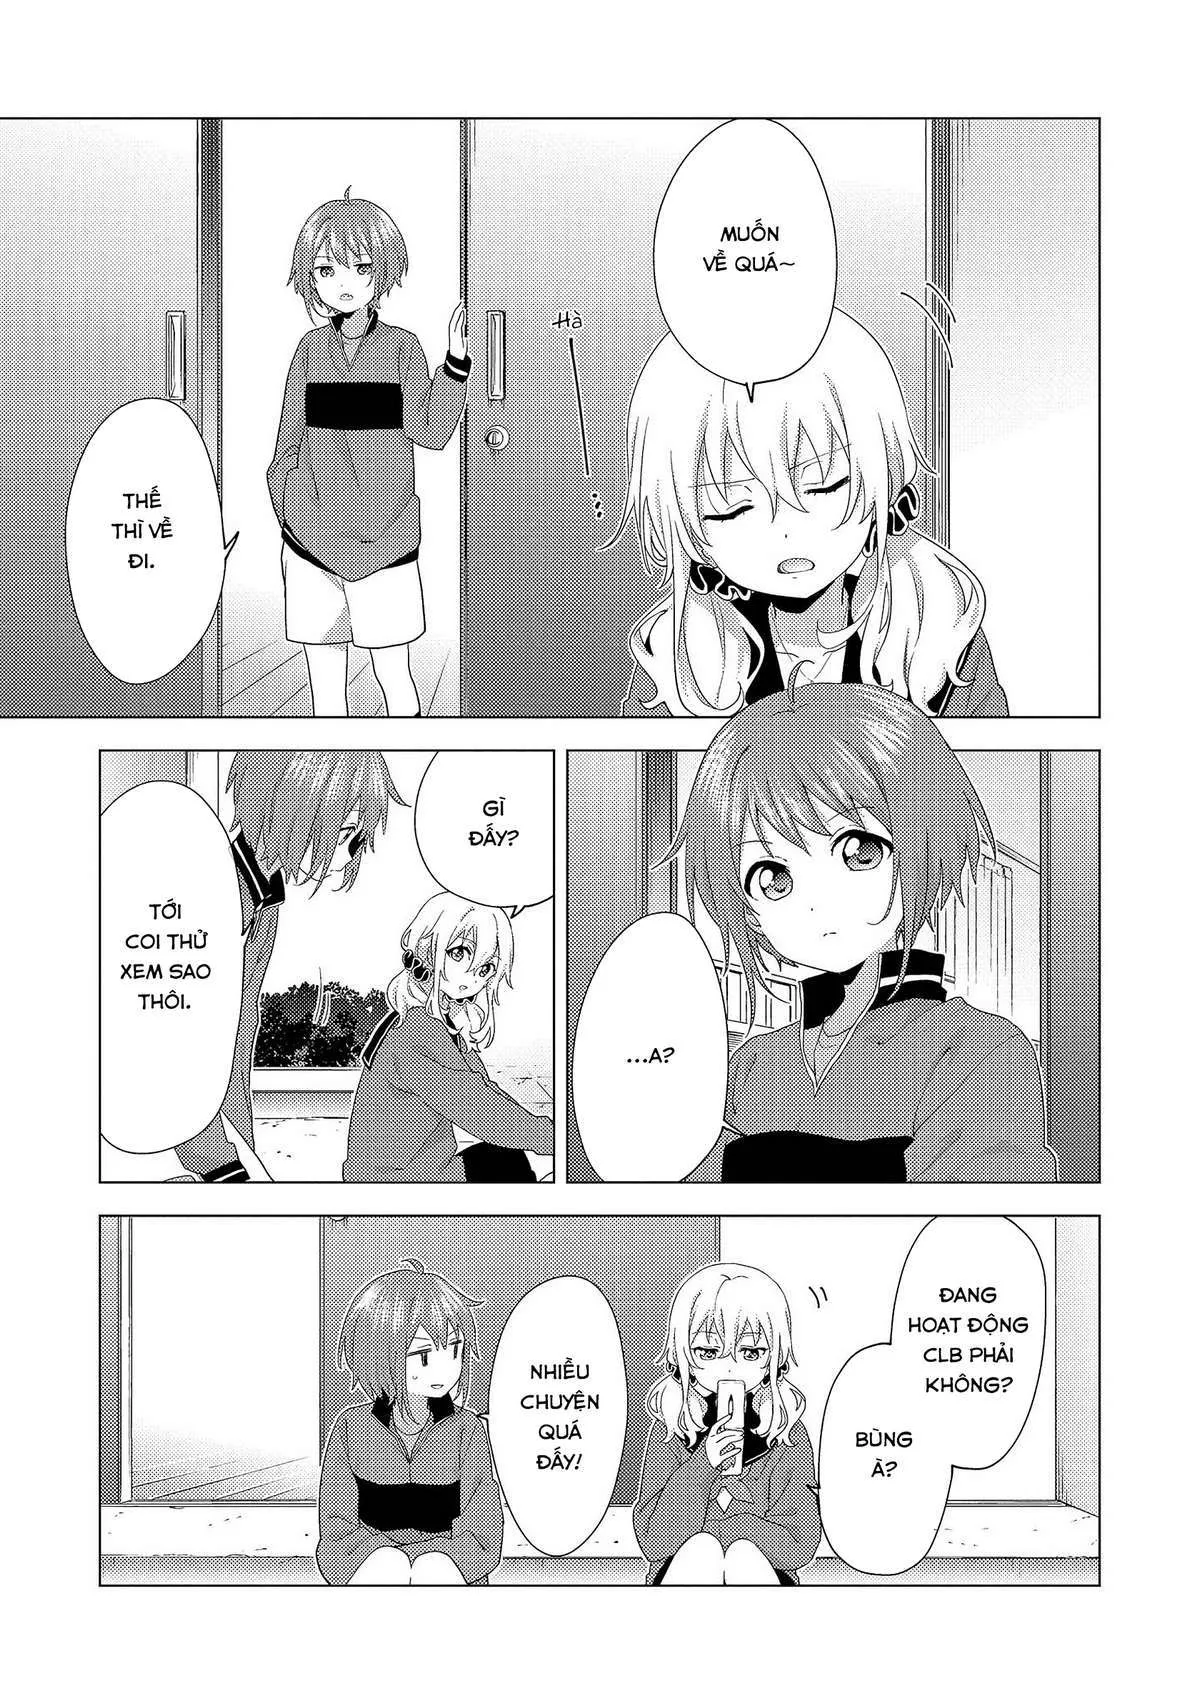 MUỐN
VỀ QUÁ~
Hà
THẾ
THÌ VỀ
ĐI.
...A?
GÌ
ĐẤY?
TỚI
COI THỬ
XEM SAO
THÔI.
ĐANG
HOẠT ĐỘNG
CLB PHẢI
KHÔNG?
BÙNG
À?
NHIỀU
CHUYỆN
QUÁ
ĐẤY!